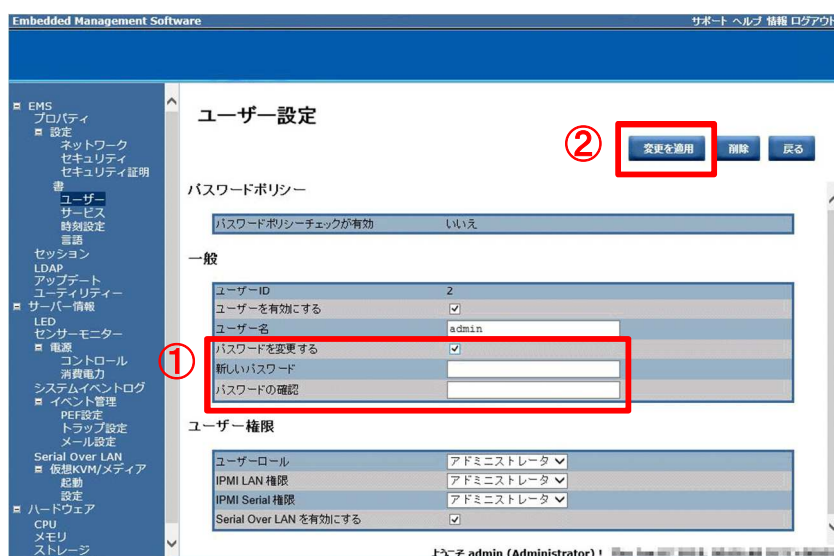 Embedded Management Software
サポート ヘルプ 情報 ログアウト
EMS
プロパティ
設定
ネットワーク
セキュリティ
セキュリティ証明
書
ユーザー
サービス
時刻設定
言語
セッション
LDAP
アップデート
ユーティリティー
サーバー情報
LED
センサーモニター
電源
コントロール
消費電力
システムイベントログ
イベント管理
PEF設定
トラップ設定
メール設定
Serial Over LAN
仮想KVM/メディア
起動
設定
ハードウェア
CPU
メモリ
ストレージ
ユーザー設定
②
変更を適用 削除 戻る
パスワードポリシー
パスワードポリシーチェックが有効 いいえ
一般
ユーザーID 2
ユーザーを有効にする
ユーザー名 admin
①
パスワードを変更する
新しいパスワード
パスワードの確認
ユーザー権限
ユーザーロール アドミニストレータ
IPMI LAN 権限 アドミニストレータ
IPMI Serial 権限 アドミニストレータ
Serial Over LAN を有効にする
ようこそ admin (Administrator) !